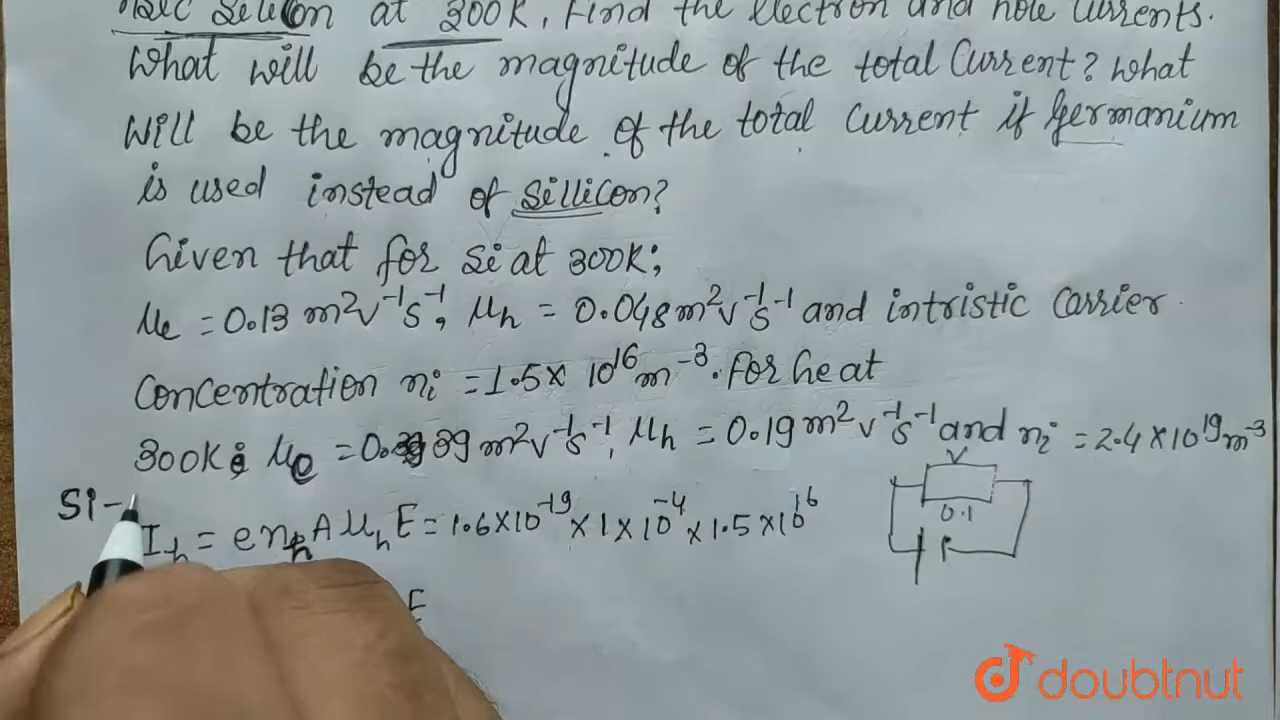 Silicon at 300K, Find the electron and hole currents.
What will be the magnitude of the total Current? What
Will be the magnitude of the total Current if Germanium
is used instead of Sillicon?
Given that for Si at 300K;
μe = 0.13 m²v⁻¹s⁻¹, μh = 0.048 m²v⁻¹s⁻¹ and intristic Carrier
Concentration ni = 1.5 × 10¹⁶ m⁻³. For Ge at
300K; μe = 0.39 m²v⁻¹s⁻¹, μh = 0.19 m²v⁻¹s⁻¹ and ni = 2.4 × 10¹⁹ m⁻³
V
Si -
0.1
Ih = e nh A μh E = 1.6 × 10⁻¹⁹ × 1 × 10⁻⁴ × 1.5 × 10¹⁶
E
doubtnut